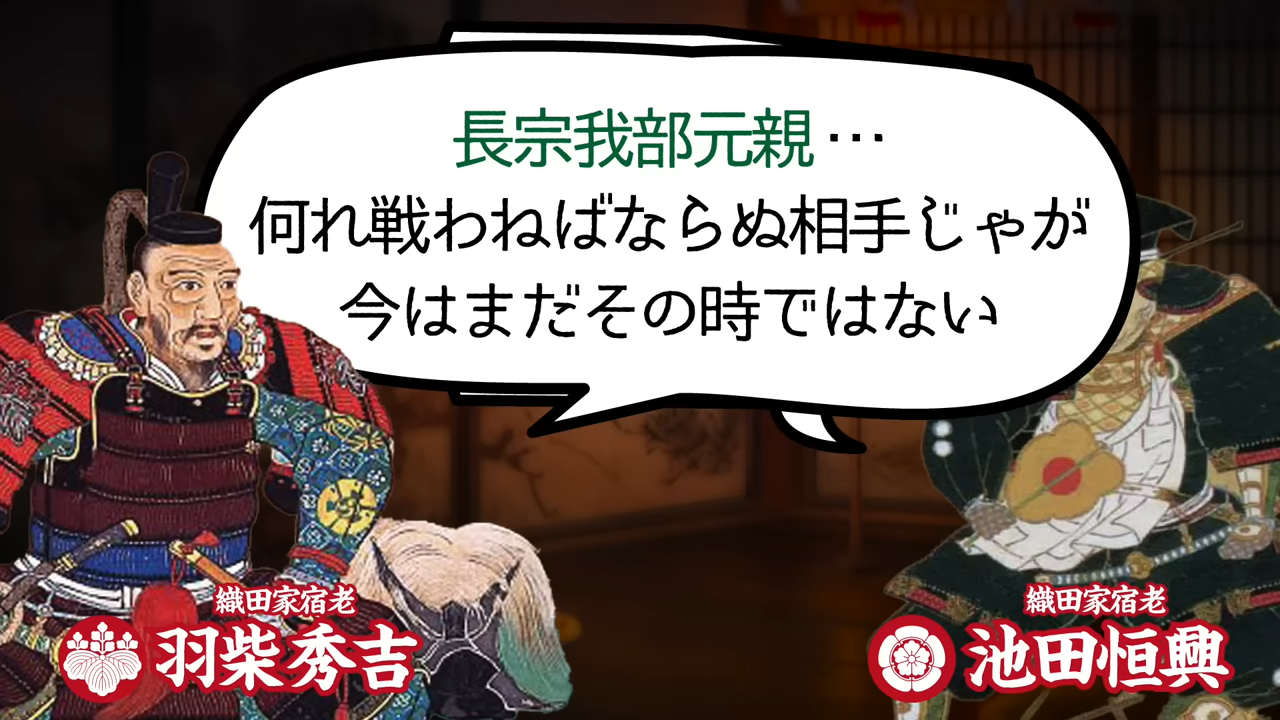 長宗我部元親…
何れ戦わねばならぬ相手じゃが
今はまだその時ではない
織田家宿老
羽柴秀吉
織田家宿老
池田恒興